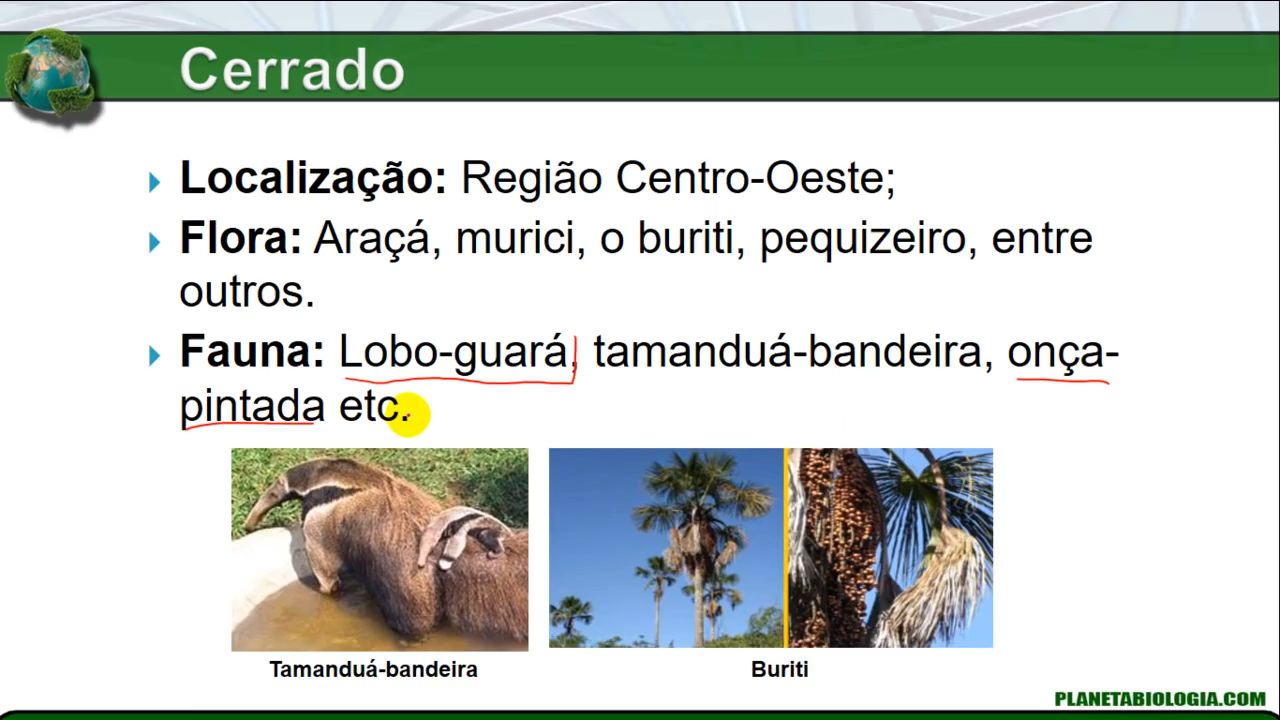 Cerrado
Localização: Região Centro-Oeste;
Flora: Araçá, murici, o buriti, pequizeiro, entre
outros.
Fauna: Lobo-guará, tamanduá-bandeira, onça-
pintada etc.
Tamanduá-bandeira
Buriti
PLANETABIOLOGIA.COM